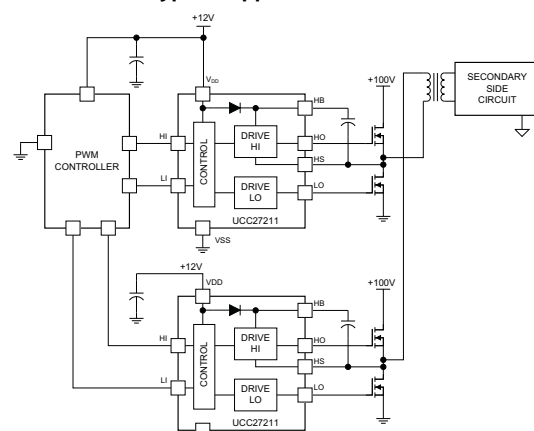 +12V
V_DD
+100V
SECONDARY
SIDE
CIRCUIT
HB
PWM
CONTROLLER
HI
CONTROL
DRIVE
HI
HO
HS
LI
DRIVE
LO
LO
UCC27211
VSS
+12V
VDD
+100V
HB
HI
CONTROL
DRIVE
HI
HO
HS
LI
DRIVE
LO
LO
UCC27211